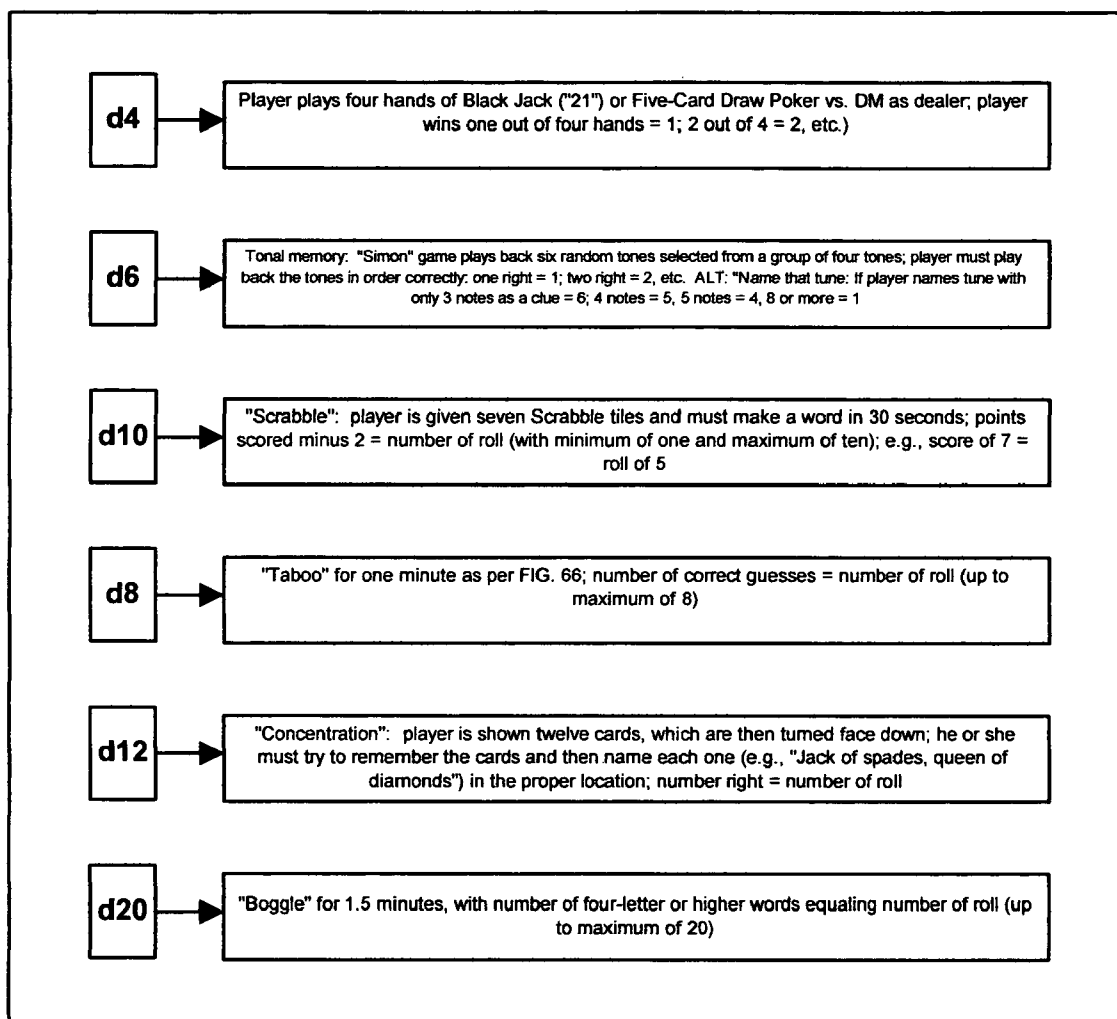 d4
Player plays four hands of Black Jack ("21") or Five-Card Draw Poker vs. DM as dealer; player
wins one out of four hands = 1; 2 out of 4 = 2, etc.)
d6
Tonal memory: "Simon" game plays back six random tones selected from a group of four tones; player must play
back the tones in order correctly: one right = 1; two right = 2, etc. ALT: "Name that tune: If player names tune with
only 3 notes as a clue = 6; 4 notes = 5, 5 notes = 4, 8 or more = 1
d10
"Scrabble": player is given seven Scrabble tiles and must make a word in 30 seconds; points
scored minus 2 = number of roll (with minimum of one and maximum of ten); e.g., score of 7 =
roll of 5
d8
"Taboo" for one minute as per FIG. 66; number of correct guesses = number of roll (up to
maximum of 8)
d12
"Concentration": player is shown twelve cards, which are then turned face down; he or she
must try to remember the cards and then name each one (e.g., "Jack of spades, queen of
diamonds") in the proper location; number right = number of roll
d20
"Boggle" for 1.5 minutes, with number of four-letter or higher words equaling number of roll (up
to maximum of 20)